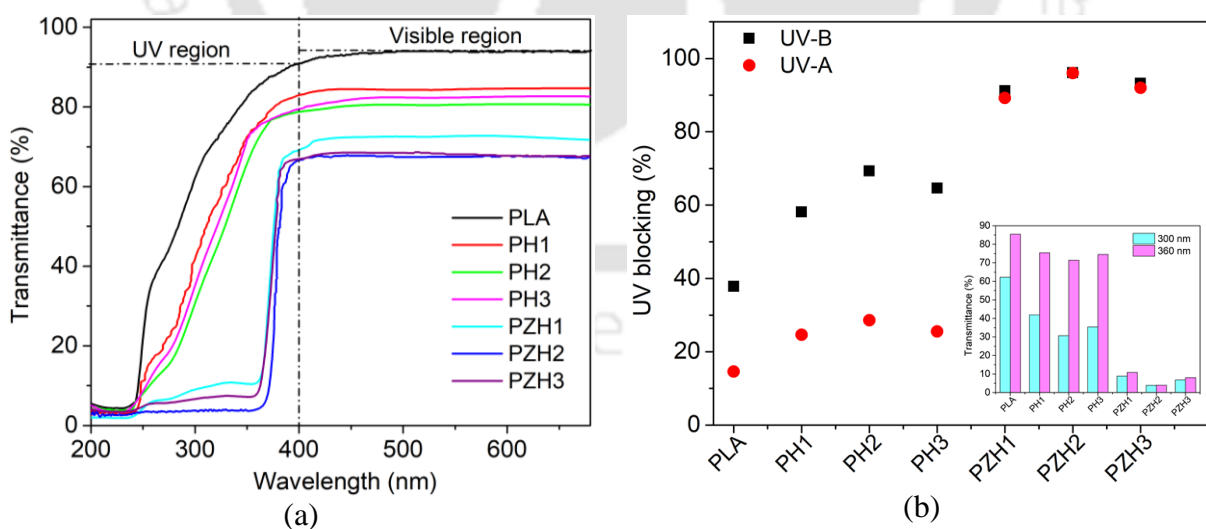 100
80
60
40
20
0
Transmittance (%)
UV region
Visible region
PLA
PH1
PH2
PH3
PZH1
PZH2
PZH3
200 300 400 500 600
Wavelength (nm)
(a)
100
80
60
40
20
0
UV blocking (%)
UV-B
UV-A
90
80
70
60
50
40
30
20
10
0
Transmittance (%)
300 nm
360 nm
PLA PH1 PH2 PH3 PZH1 PZH2 PZH3
PLA PH1 PH2 PH3 PZH1 PZH2 PZH3
(b)